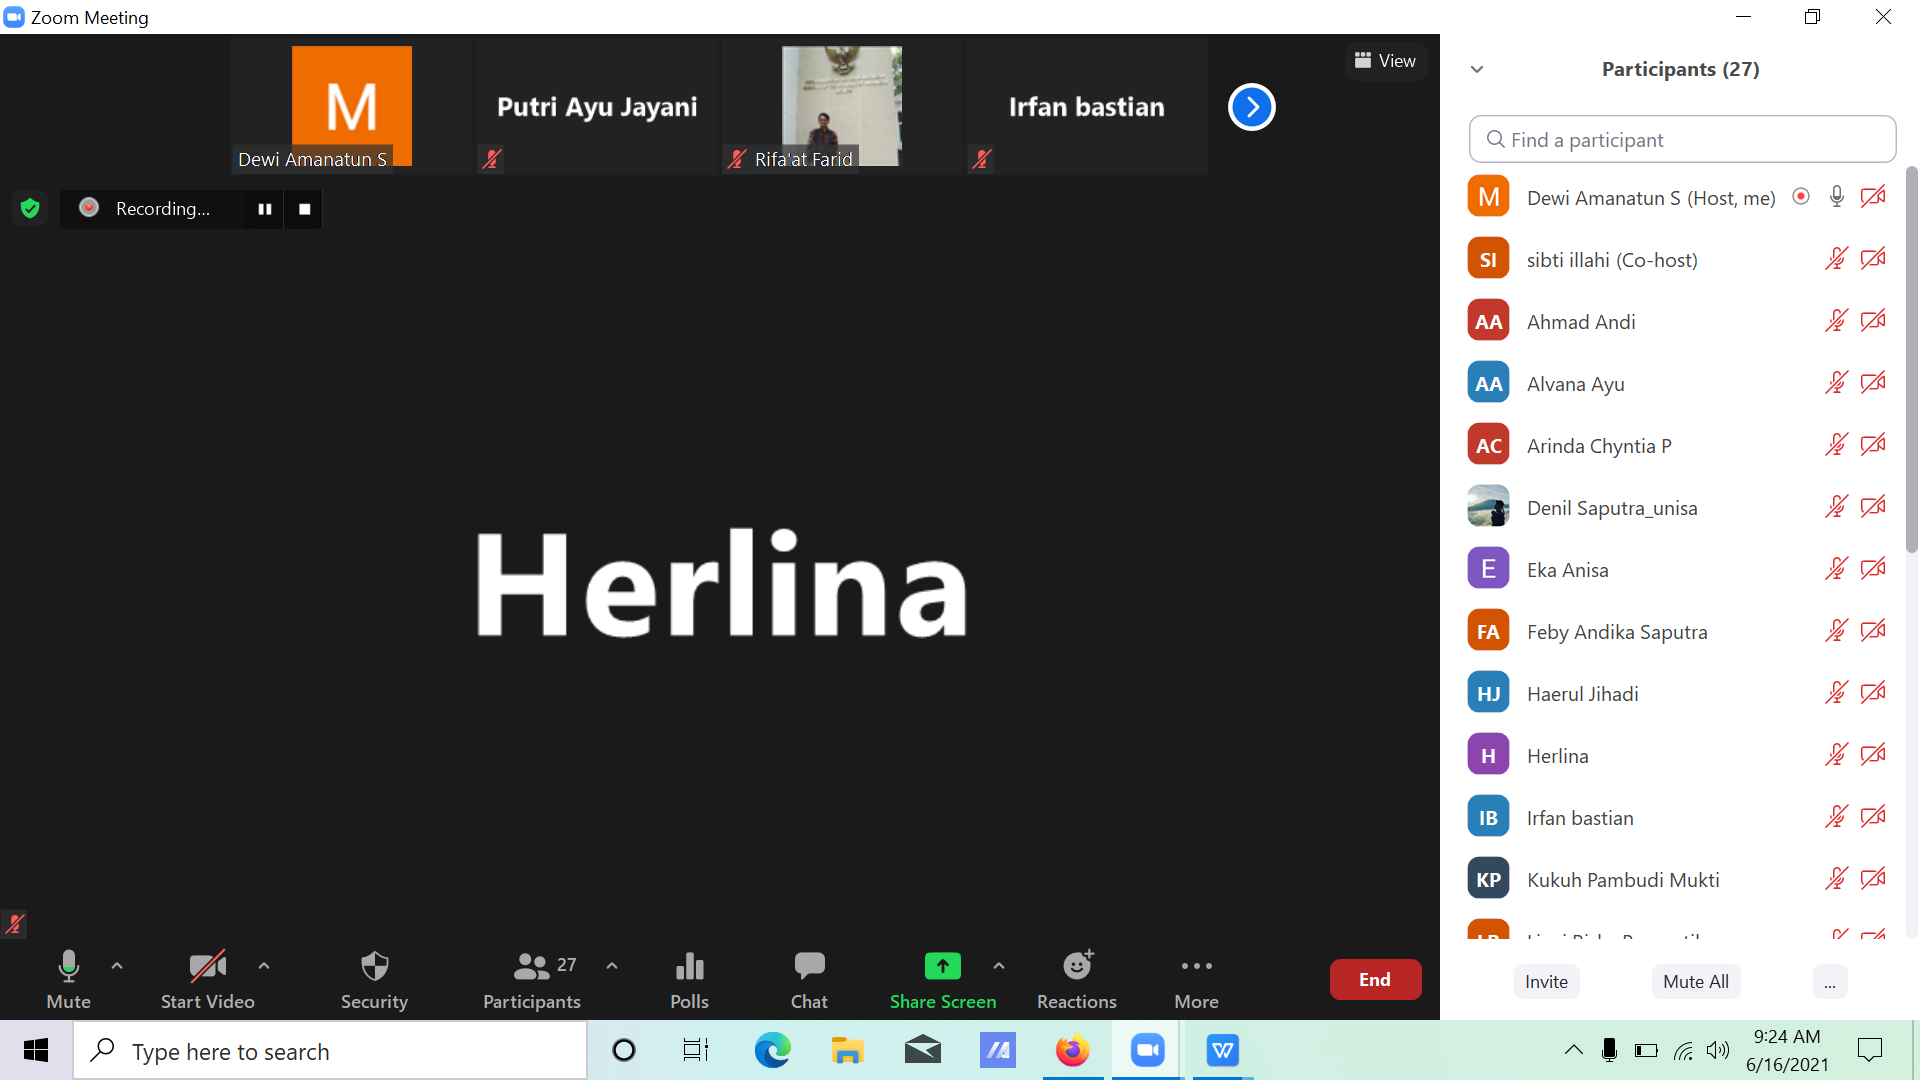 Zoom Meeting
M
Dewi Amanatun S
Putri Ayu Jayani
Rifa'at Farid
Irfan bastian
View
Recording...
Herlina
Mute
Start Video
Security
27
Participants
Polls
Chat
Share Screen
Reactions
More
End
Participants (27)
Find a participant
M Dewi Amanatun S (Host, me)
SI sibti illahi (Co-host)
AA Ahmad Andi
AA Alvana Ayu
AC Arinda Chyntia P
Denil Saputra_unisa
E Eka Anisa
FA Feby Andika Saputra
HJ Haerul Jihadi
H Herlina
IB Irfan bastian
KP Kukuh Pambudi Mukti
Invite
Mute All
...
Type here to search
9:24 AM
6/16/2021